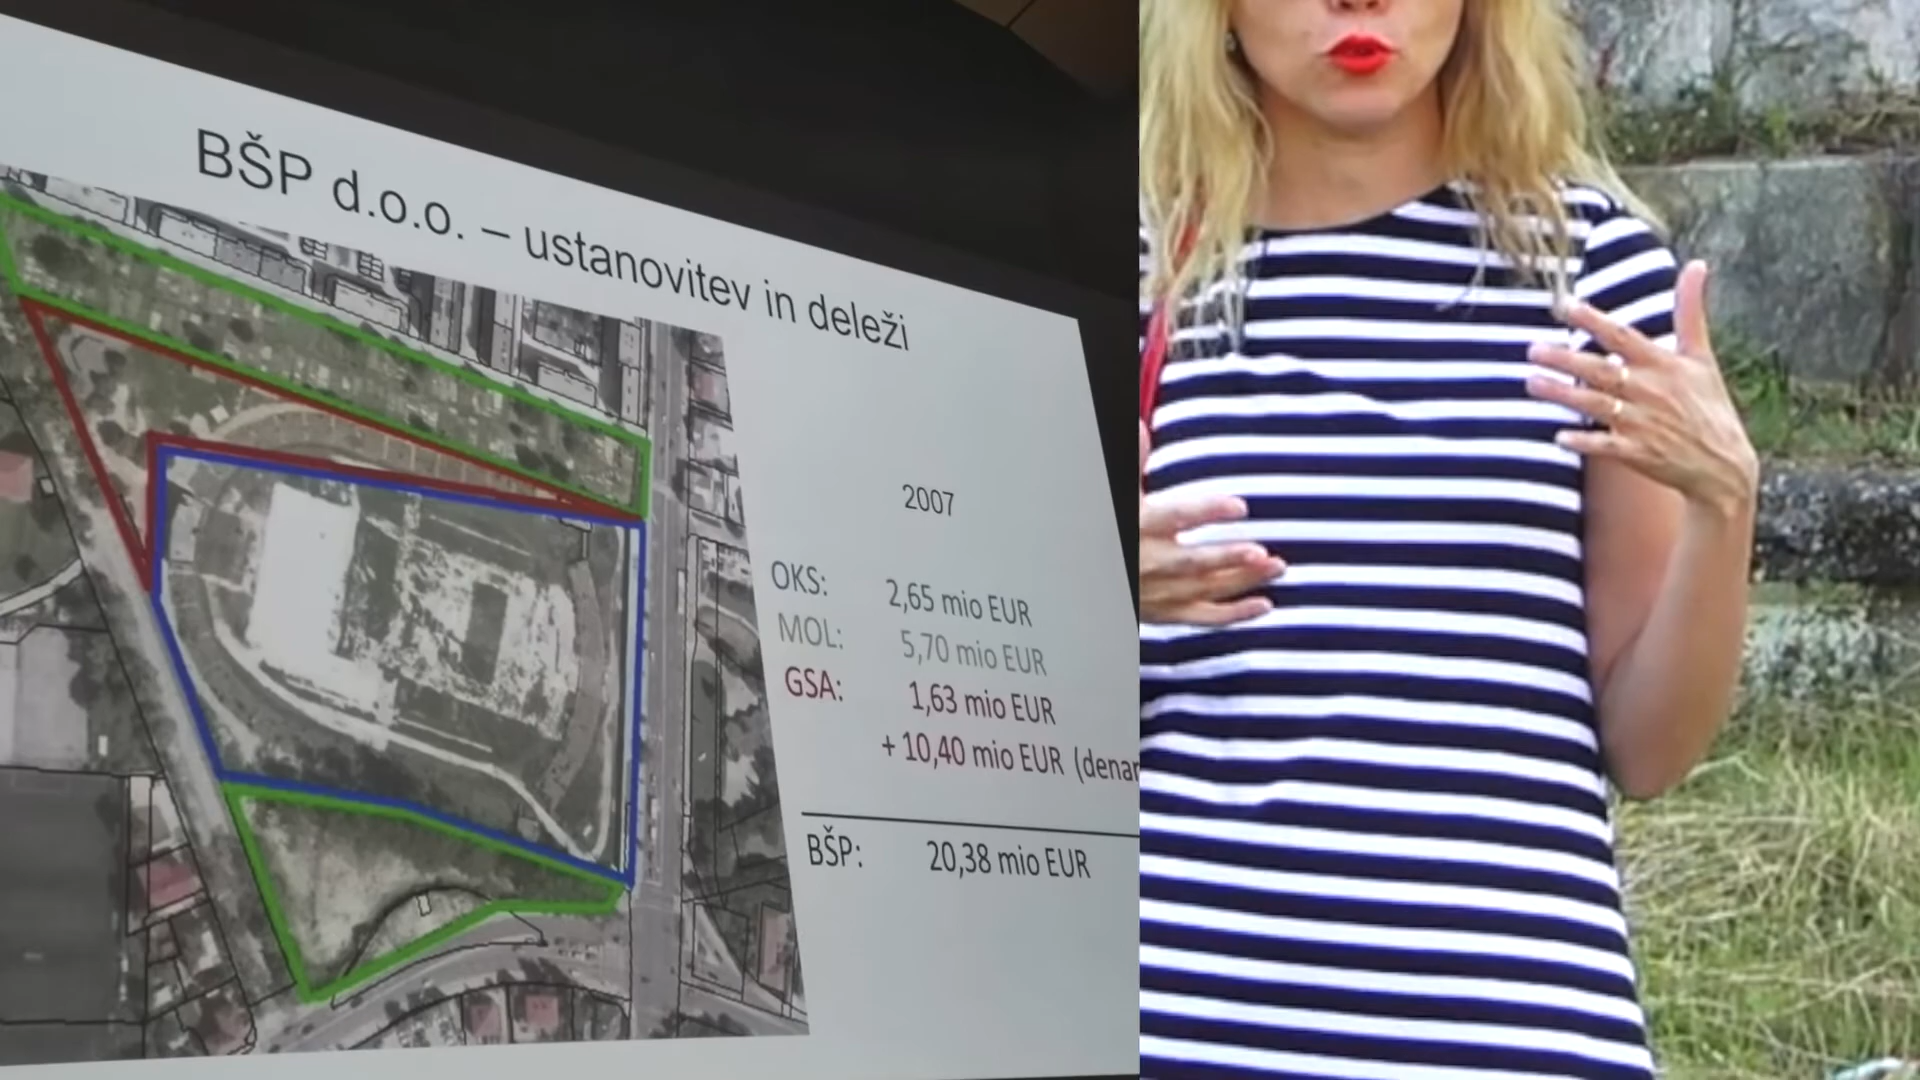 BŠP d.o.o. – ustanovitev in deleži
2007
OKS: 2,65 mio EUR
MOL: 5,70 mio EUR
GSA: 1,63 mio EUR
+ 10,40 mio EUR
BŠP: 20,38 mio EUR